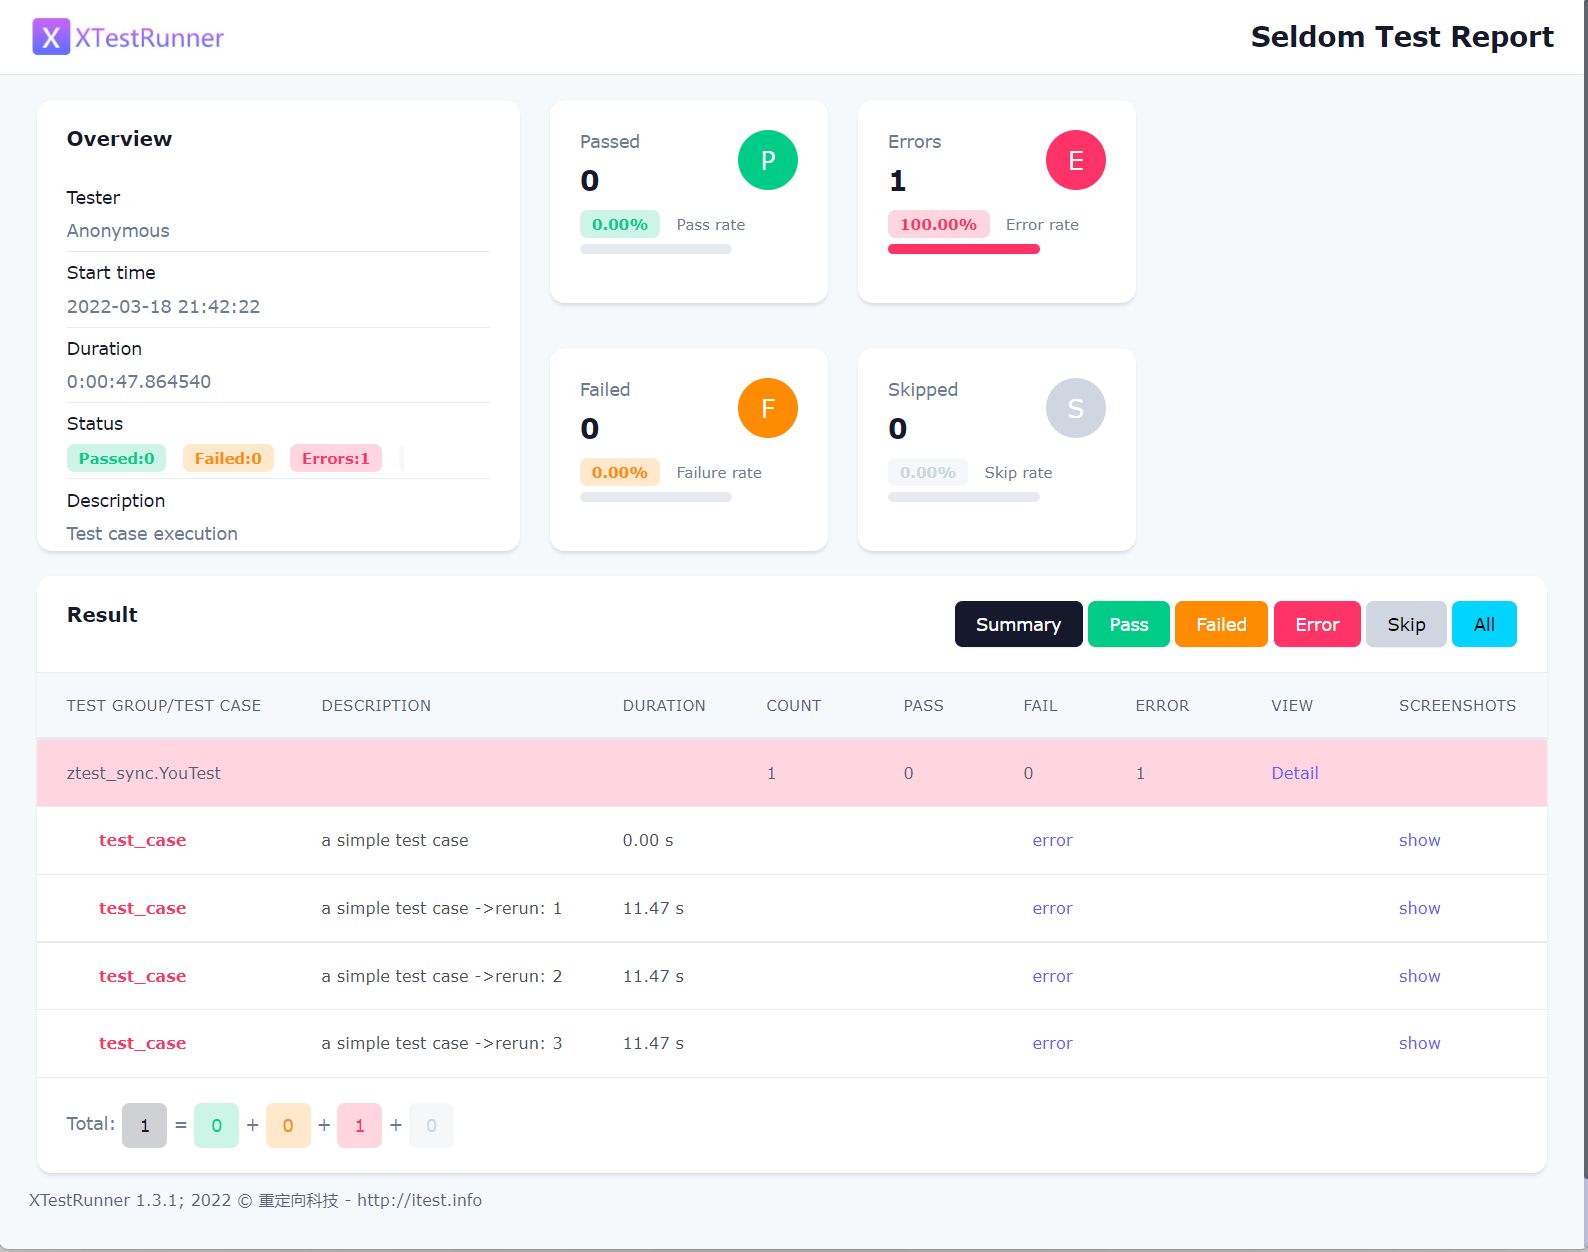 X XTestRunner
Seldom Test Report
Overview
Tester
Anonymous
Start time
2022-03-18 21:42:22
Duration
0:00:47.864540
Status
Passed:0 Failed:0 Errors:1
Description
Test case execution
Passed
0
P
0.00% Pass rate
Errors
1
E
100.00% Error rate
Failed
0
F
0.00% Failure rate
Skipped
0
S
0.00% Skip rate
Result
Summary Pass Failed Error Skip All
TEST GROUP/TEST CASE DESCRIPTION DURATION COUNT PASS FAIL ERROR VIEW SCREENSHOTS
ztest_sync.YouTest 1 0 0 1 Detail
test_case a simple test case 0.00 s error show
test_case a simple test case ->rerun: 1 11.47 s error show
test_case a simple test case ->rerun: 2 11.47 s error show
test_case a simple test case ->rerun: 3 11.47 s error show
Total: 1 = 0 + 0 + 1 + 0
XTestRunner 1.3.1; 2022 © 重定向科技 - http://itest.info